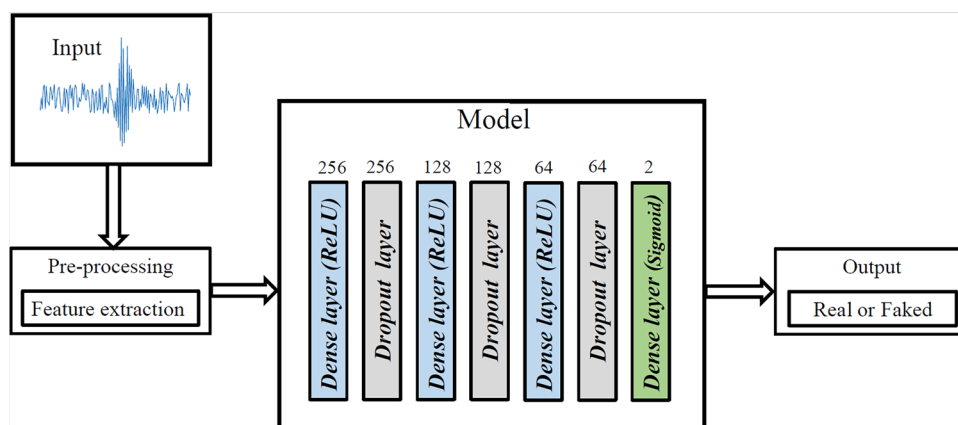 Input
Pre-processing
Feature extraction
Model
256
256
128
128
64
64
2
Dense layer (ReLU)
Dropout layer
Dense layer (ReLU)
Dropout layer
Dense layer (ReLU)
Dropout layer
Dense layer (Sigmoid)
Output
Real or Faked